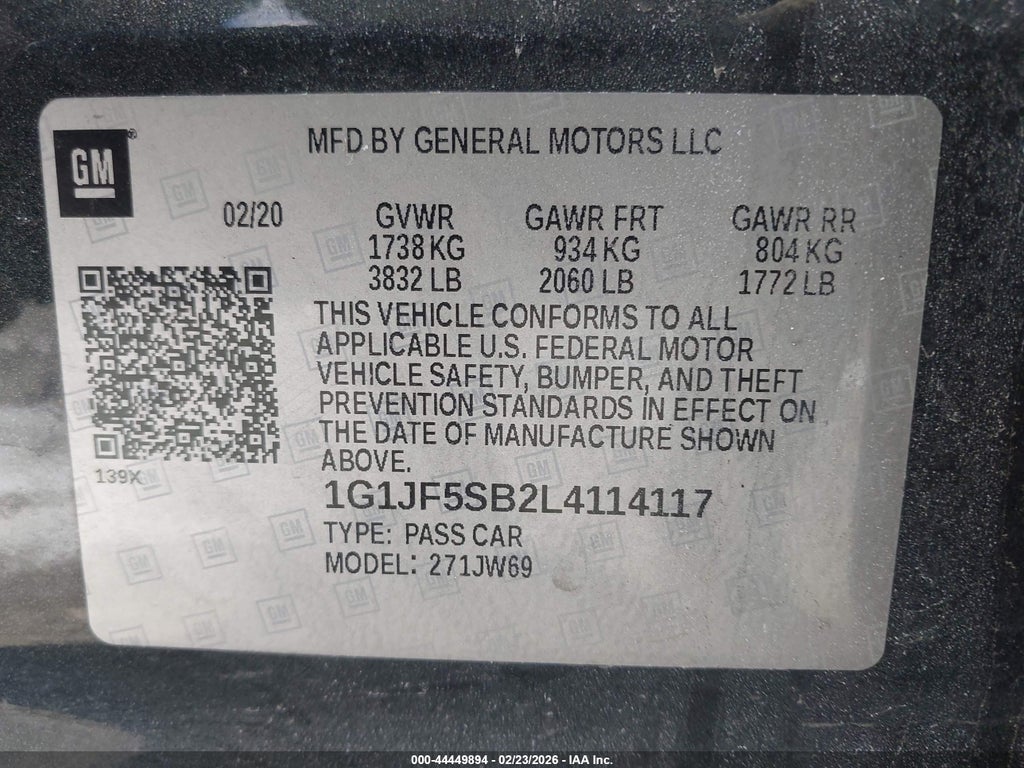 GM
MFD BY GENERAL MOTORS LLC
02/20 GVWR GAWR FRT GAWR RR
1738 KG 934 KG 804 KG
3832 LB 2060 LB 1772 LB
THIS VEHICLE CONFORMS TO ALL
APPLICABLE U.S. FEDERAL MOTOR
VEHICLE SAFETY, BUMPER, AND THEFT
PREVENTION STANDARDS IN EFFECT ON
THE DATE OF MANUFACTURE SHOWN
ABOVE.
139X
1G1JF5SB2L4114117
TYPE: PASS CAR
MODEL: 271JW69
000-44449894 - 02/23/2026 - IAA Inc.